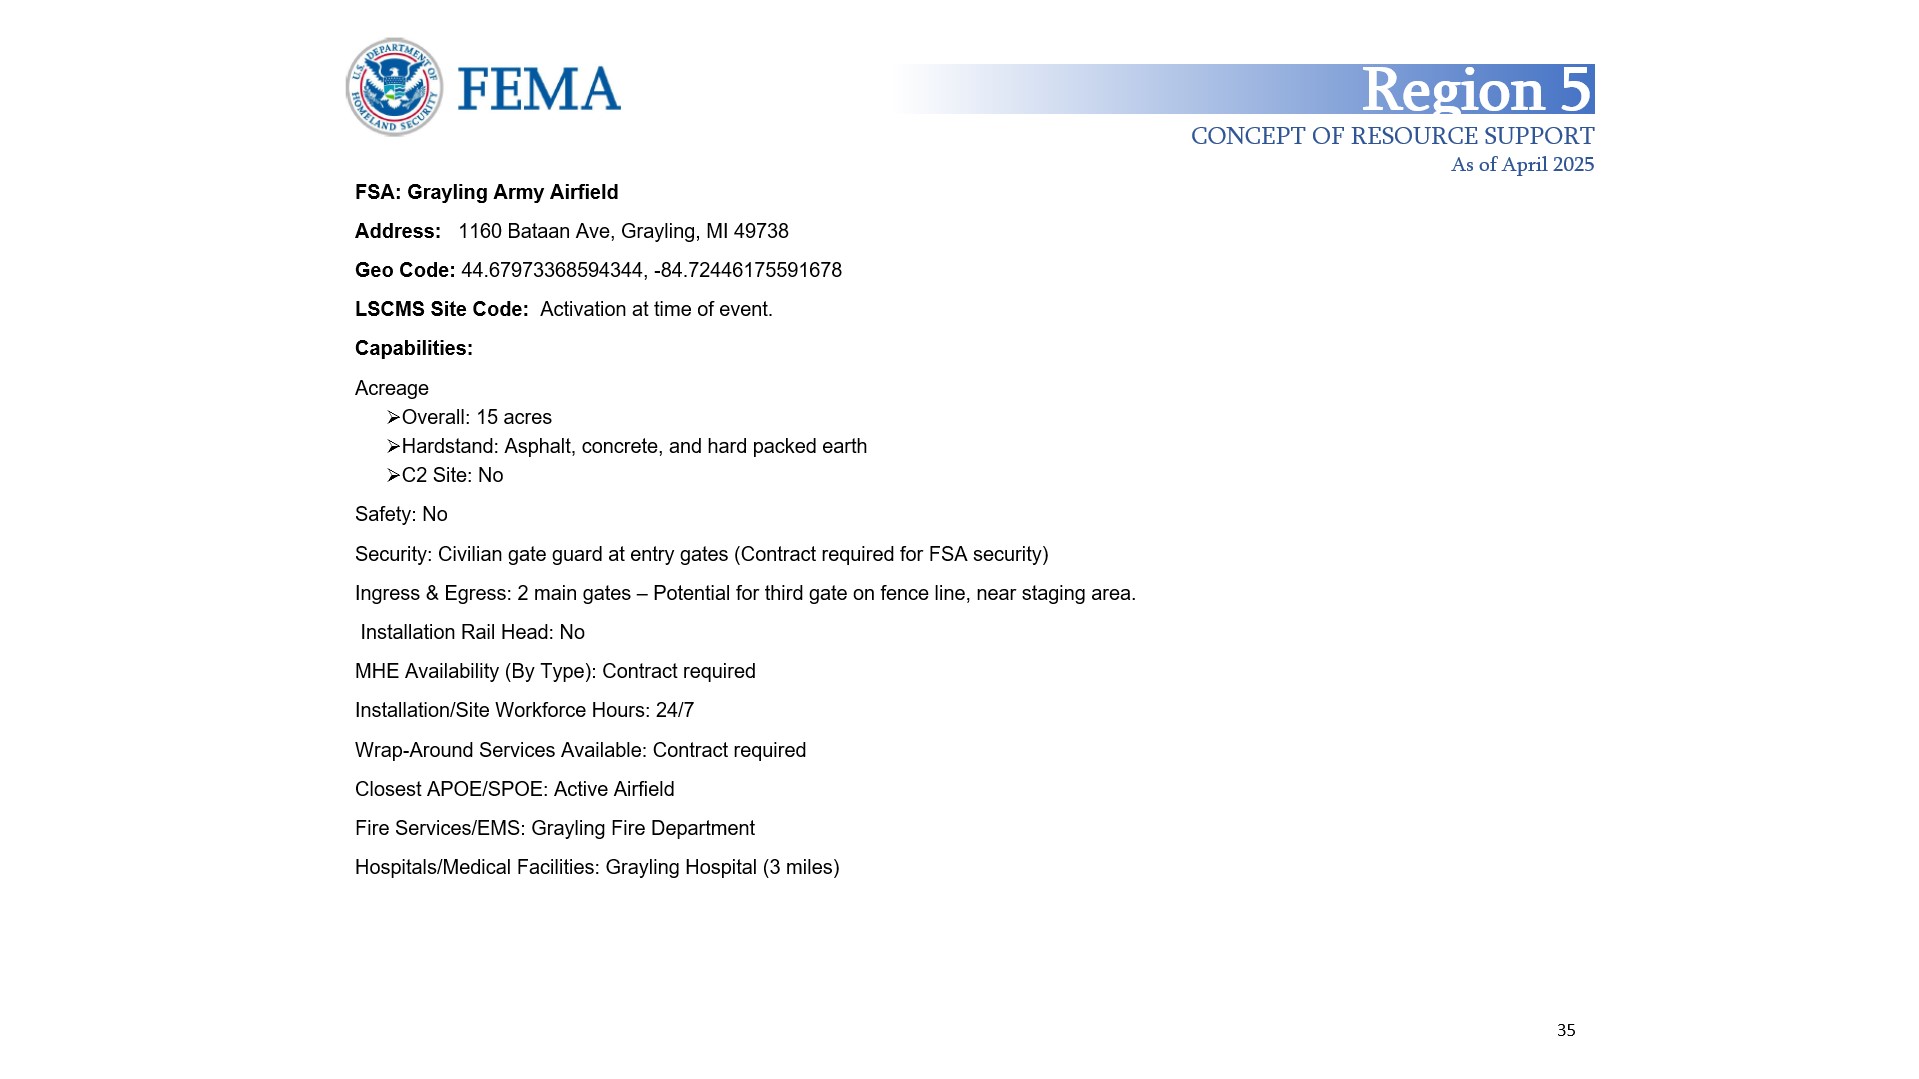 U.S. DEPARTMENT OF HOMELAND SECURITY
FEMA
Region 5
CONCEPT OF RESOURCE SUPPORT
As of April 2025
FSA: Grayling Army Airfield
Address: 1160 Bataan Ave, Grayling, MI 49738
Geo Code: 44.67973368594344, -84.72446175591678
LSCMS Site Code: Activation at time of event.
Capabilities:
Acreage
➢Overall: 15 acres
➢Hardstand: Asphalt, concrete, and hard packed earth
➢C2 Site: No
Safety: No
Security: Civilian gate guard at entry gates (Contract required for FSA security)
Ingress & Egress: 2 main gates – Potential for third gate on fence line, near staging area.
Installation Rail Head: No
MHE Availability (By Type): Contract required
Installation/Site Workforce Hours: 24/7
Wrap-Around Services Available: Contract required
Closest APOE/SPOE: Active Airfield
Fire Services/EMS: Grayling Fire Department
Hospitals/Medical Facilities: Grayling Hospital (3 miles)
35